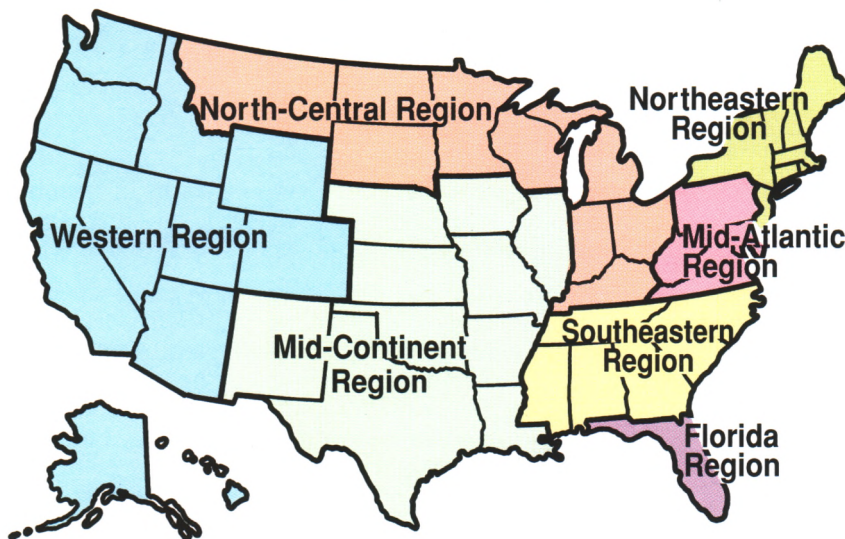 North-Central Region
Northeastern
Region
Western Region
Mid-Atlantic
Region
Mid-Continent
Region
Southeastern
Region
Florida
Region